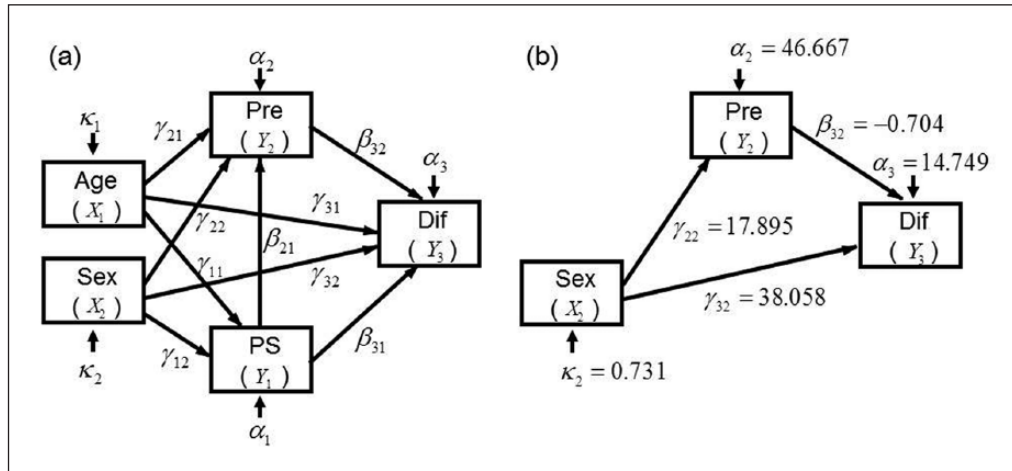 (a)
α₂
Pre
( Y₂ )
κ₁
γ₂₁
β₃₂
Age
( X₁ )
α₃
γ₃₁
Dif
( Y₃ )
γ₂₂
β₂₁
γ₁₁
γ₃₂
Sex
( X₂ )
PS
( Y₁ )
γ₁₂
β₃₁
κ₂
α₁
(b)
α₂ = 46.667
Pre
( Y₂ )
β₃₂ = –0.704
α₃ = 14.749
Dif
( Y₃ )
γ₂₂ = 17.895
Sex
( X₂ )
γ₃₂ = 38.058
κ₂ = 0.731